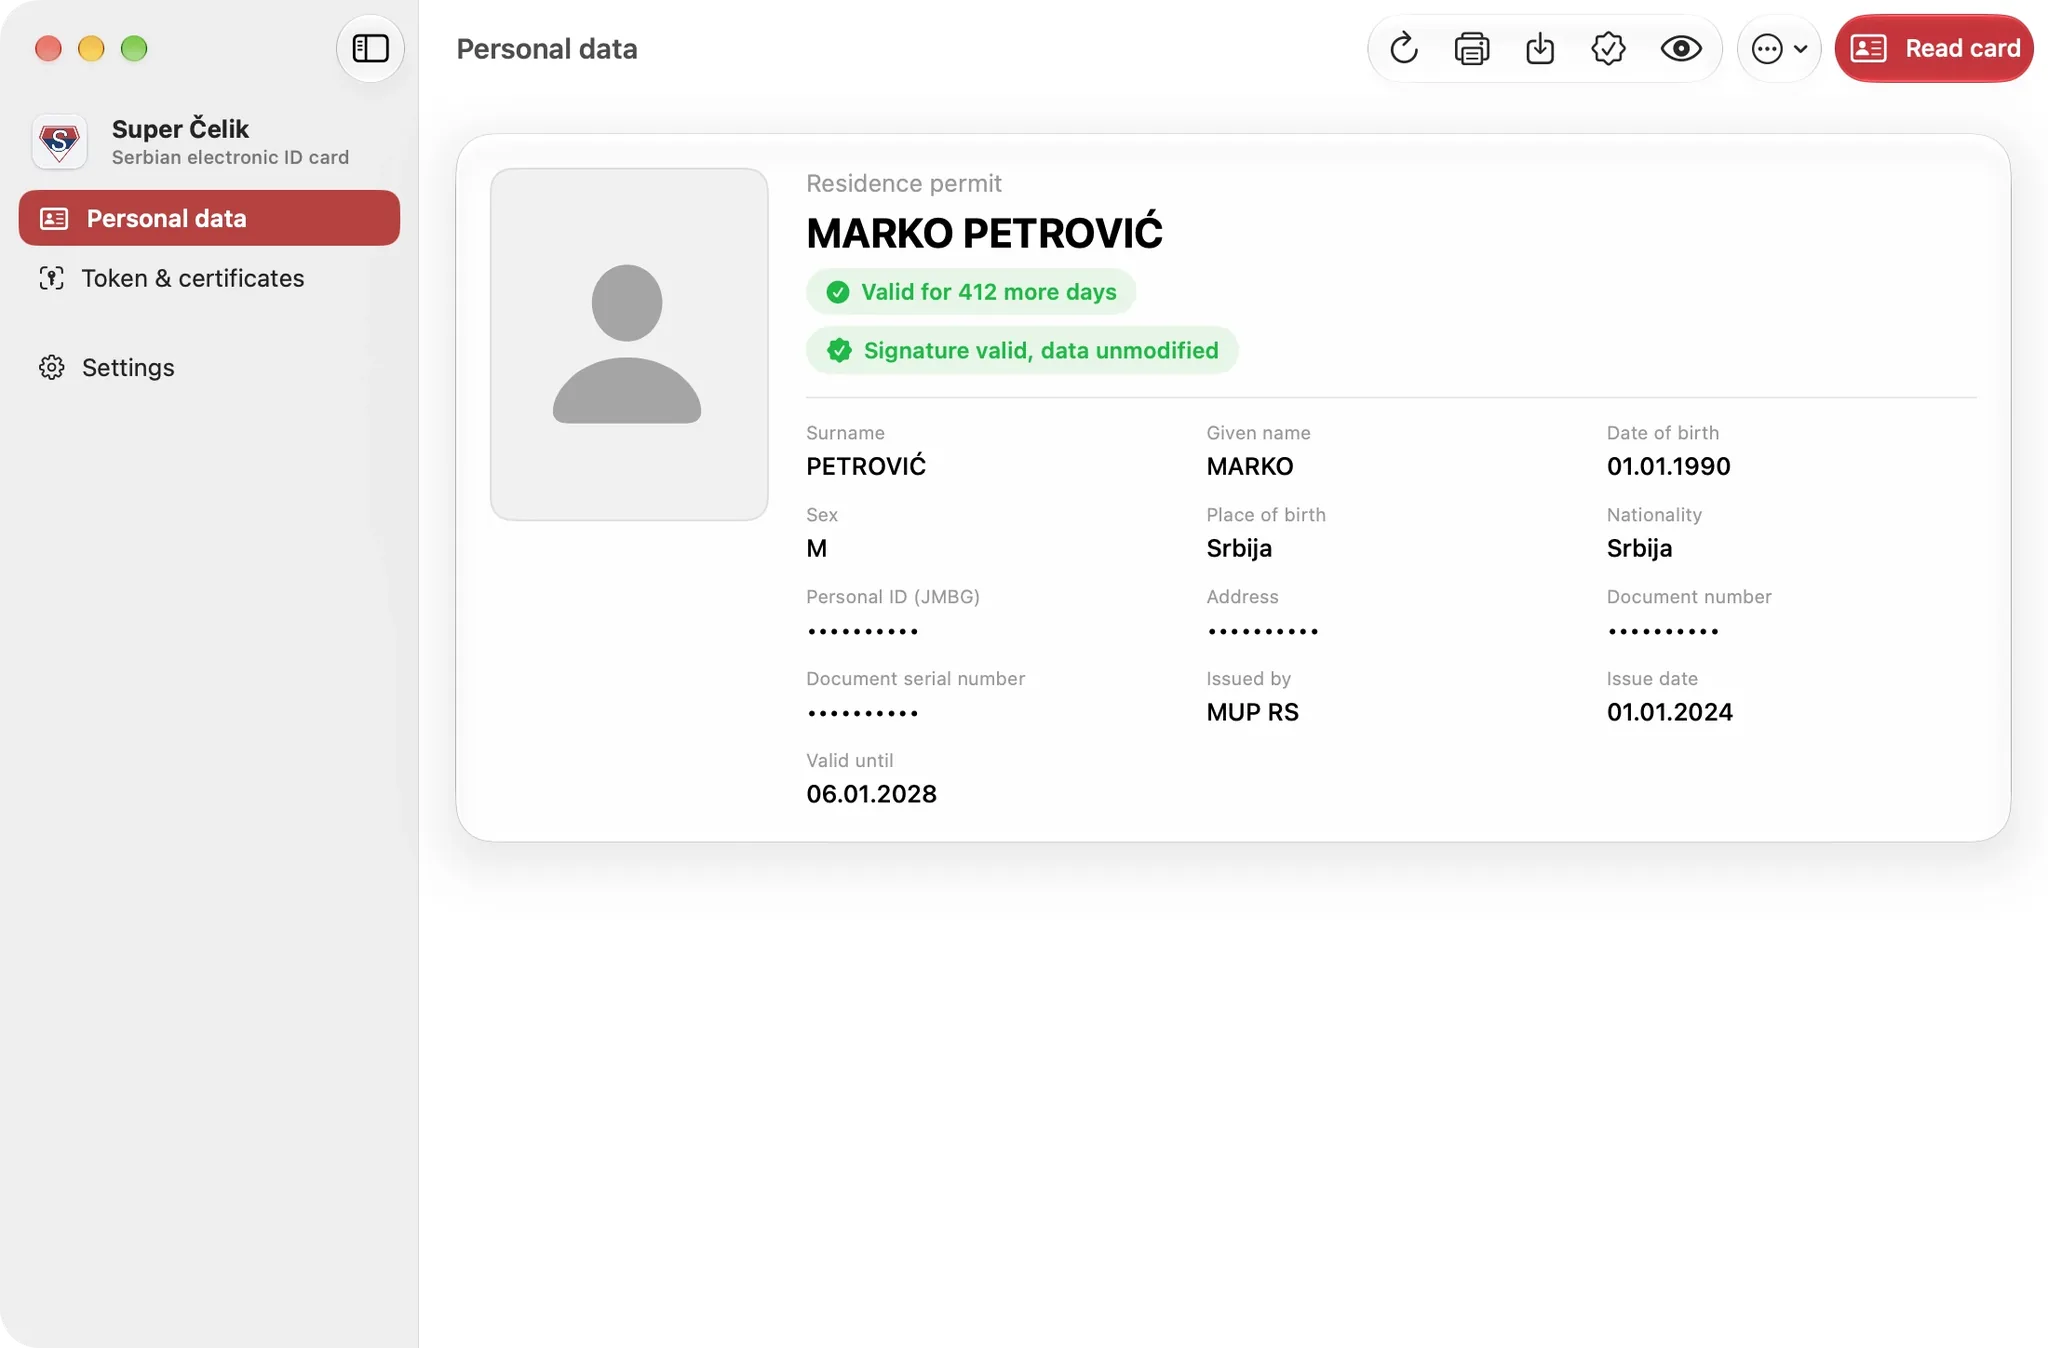 Personal data
Read card
S
Super Čelik
Serbian electronic ID card
Personal data
Token & certificates
Settings
Residence permit
MARKO PETROVIĆ
Valid for 412 more days
Signature valid, data unmodified
Surname
PETROVIĆ
Given name
MARKO
Date of birth
01.01.1990
Sex
M
Place of birth
Srbija
Nationality
Srbija
Personal ID (JMBG)
••••••••••
Address
••••••••••
Document number
••••••••••
Document serial number
••••••••••
Issued by
MUP RS
Issue date
01.01.2024
Valid until
06.01.2028